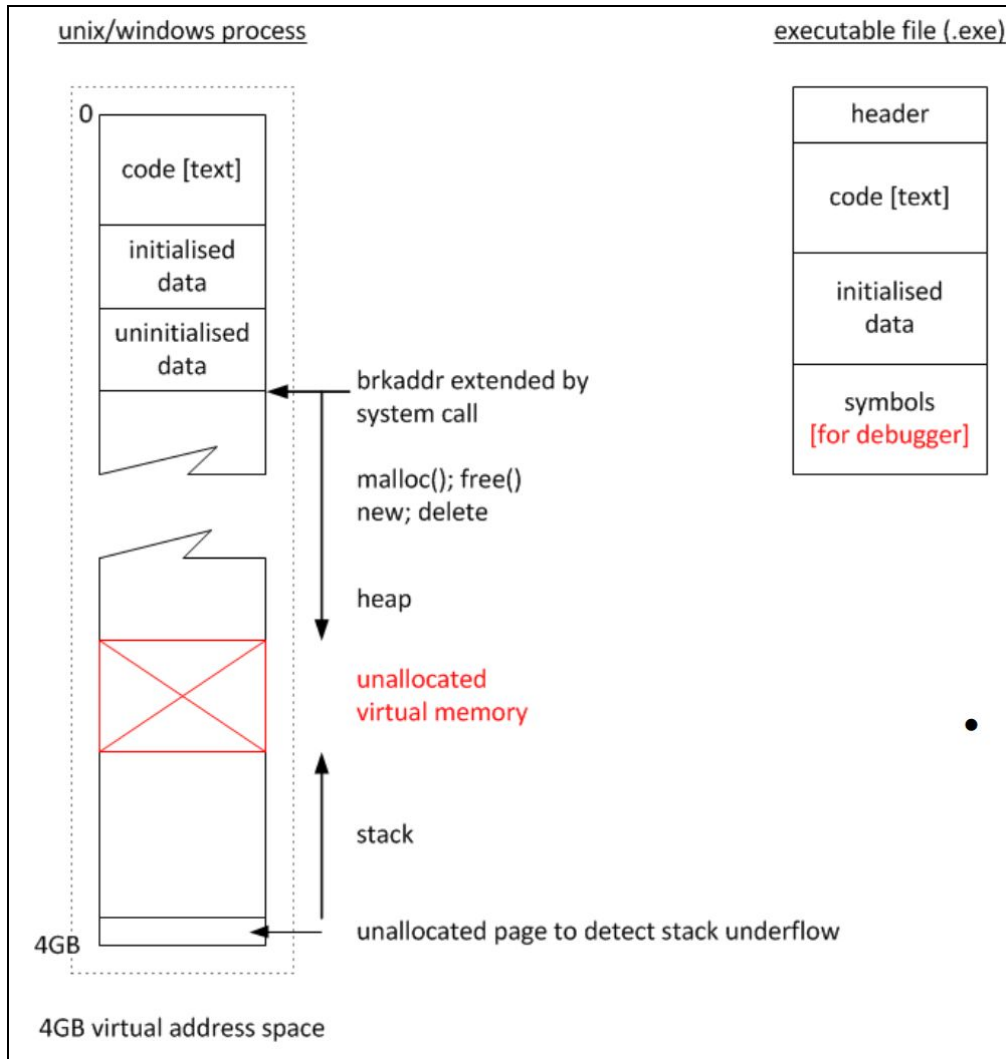 unix/windows process
executable file (.exe)
0
code [text]
initialised
data
uninitialised
data
brkaddr extended by
system call
malloc(); free()
new; delete
heap
unallocated
virtual memory
stack
unallocated page to detect stack underflow
4GB
4GB virtual address space
header
code [text]
initialised
data
symbols
[for debugger]
•